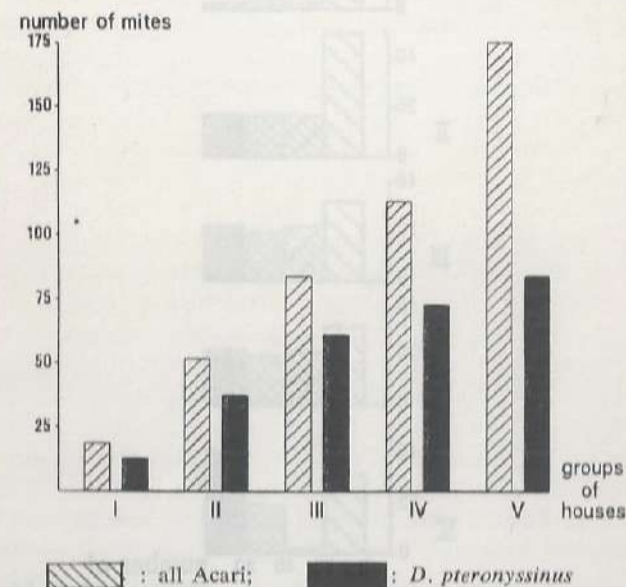 number of mites
175
150
125
100
75
50
25
I II III IV V
groups
of
houses
: all Acari; : D. pteronyssinus